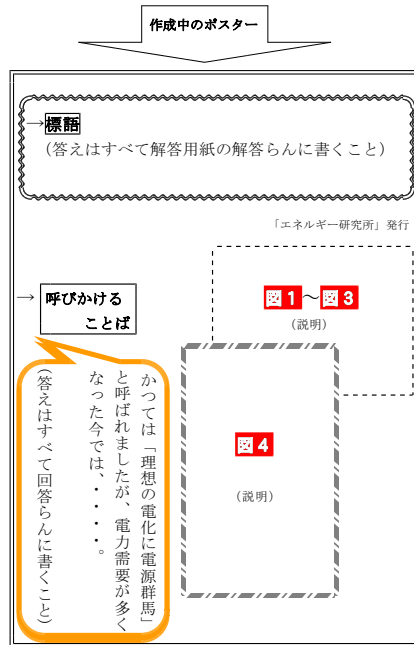 作成中のポスター
→標語
(答えはすべて解答用紙の解答らんに書くこと)
「エネルギー研究所」発行
図1～図3
(説明)
→ 呼びかける
ことば
図4
(説明)
かつては「理想の電化に電源群馬」
と呼ばれましたが、電力需要が多く
なった今では、・・・・。
(答えはすべて回答らんに書くこと)